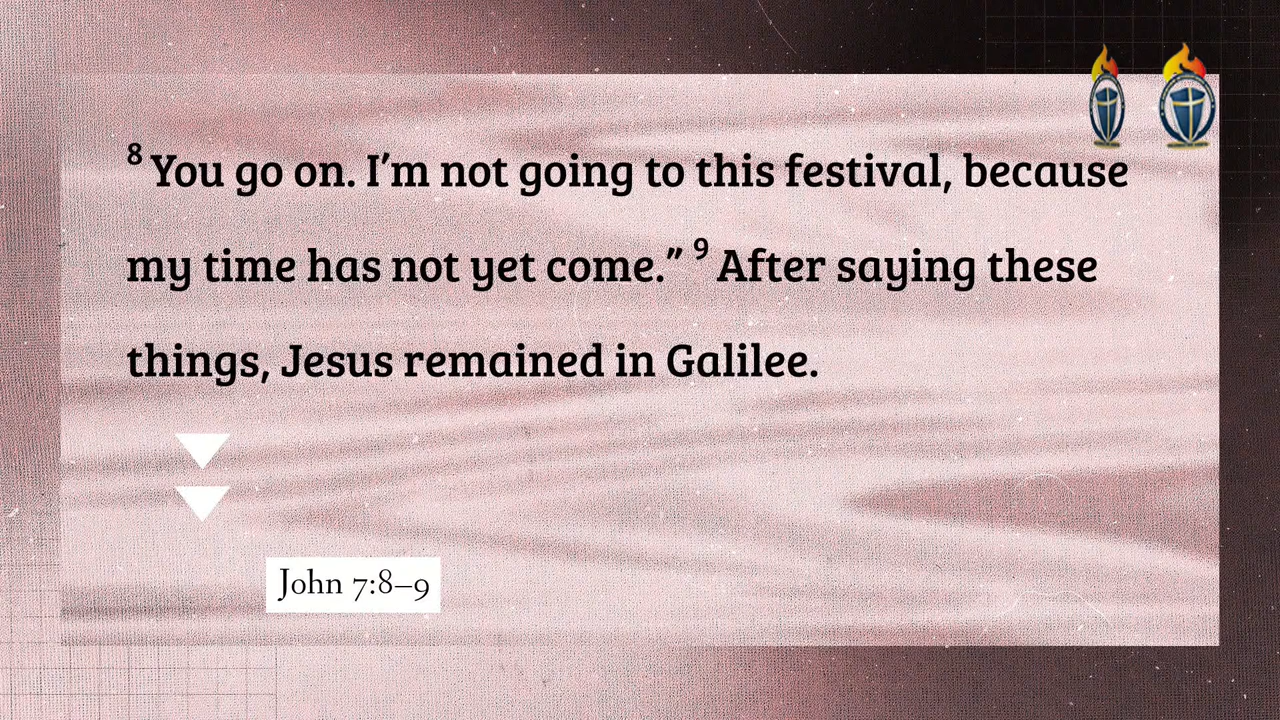 8 You go on. I’m not going to this festival, because
my time has not yet come.” 9 After saying these
things, Jesus remained in Galilee.
John 7:8–9